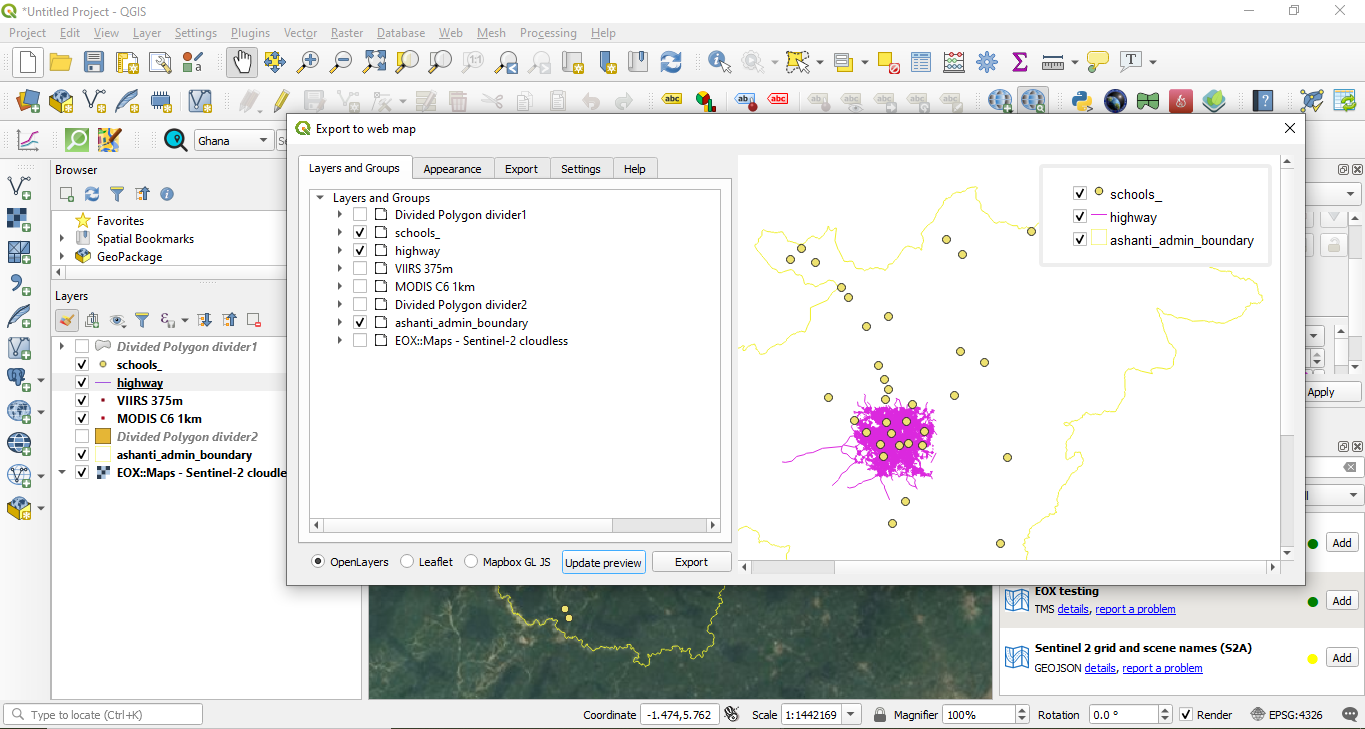 *Untitled Project - QGIS
Project Edit View Layer Settings Plugins Vector Raster Database Web Mesh Processing Help
Ghana
Browser
Favorites
Spatial Bookmarks
GeoPackage
Layers
Divided Polygon divider1
schools_
highway
VIIRS 375m
MODIS C6 1km
Divided Polygon divider2
ashanti_admin_boundary
EOX::Maps - Sentinel-2 cloudle
Export to web map
Layers and Groups Appearance Export Settings Help
Layers and Groups
Divided Polygon divider1
schools_
highway
VIIRS 375m
MODIS C6 1km
Divided Polygon divider2
ashanti_admin_boundary
EOX::Maps - Sentinel-2 cloudless
OpenLayers Leaflet Mapbox GL JS Update preview Export
schools_
highway
ashanti_admin_boundary
Apply
Add
EOX testing
TMS details, report a problem
Add
Sentinel 2 grid and scene names (S2A)
GEOJSON details, report a problem
Add
Type to locate (Ctrl+K) Coordinate -1.474,5.762 Scale 1:1442169 Magnifier 100% Rotation 0.0 ° Render EPSG:4326